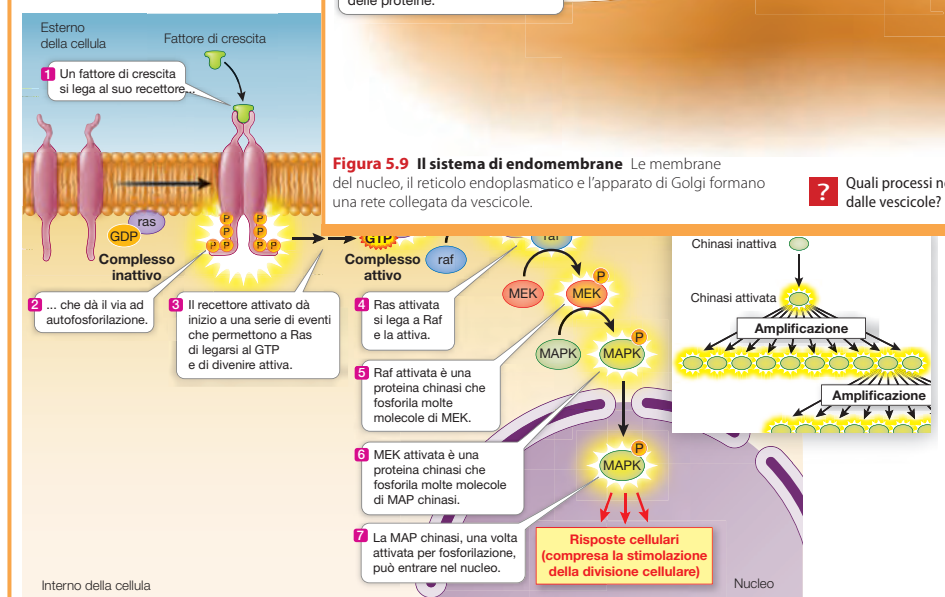 delle proteine.
Esterno
della cellula
Fattore di crescita
1 Un fattore di crescita
si lega al suo recettore...
Figura 5.9 Il sistema di endomembrane Le membrane
del nucleo, il reticolo endoplasmatico e l'apparato di Golgi formano
una rete collegata da vescicole.
? Quali processi
dalle vescicole?
ras
GDP
Complesso
inattivo
P
P
P
P
P
P
GTP
Complesso
attivo
raf
raf
2 ... che dà il via ad
autofosforilazione.
3 Il recettore attivato dà
inizio a una serie di eventi
che permettono a Ras
di legarsi al GTP
e di divenire attiva.
4 Ras attivata
si lega a Raf
e la attiva.
MEK
MEK
P
MAPK
MAPK
P
5 Raf attivata è una
proteina chinasi che
fosforila molte
molecole di MEK.
6 MEK attivata è una
proteina chinasi che
fosforila molte molecole
di MAP chinasi.
MAPK
P
7 La MAP chinasi, una volta
attivata per fosforilazione,
può entrare nel nucleo.
Risposte cellulari
(compresa la stimolazione
della divisione cellulare)
Interno della cellula
Nucleo
Chinasi inattiva
Chinasi attivata
Amplificazione
Amplificazione